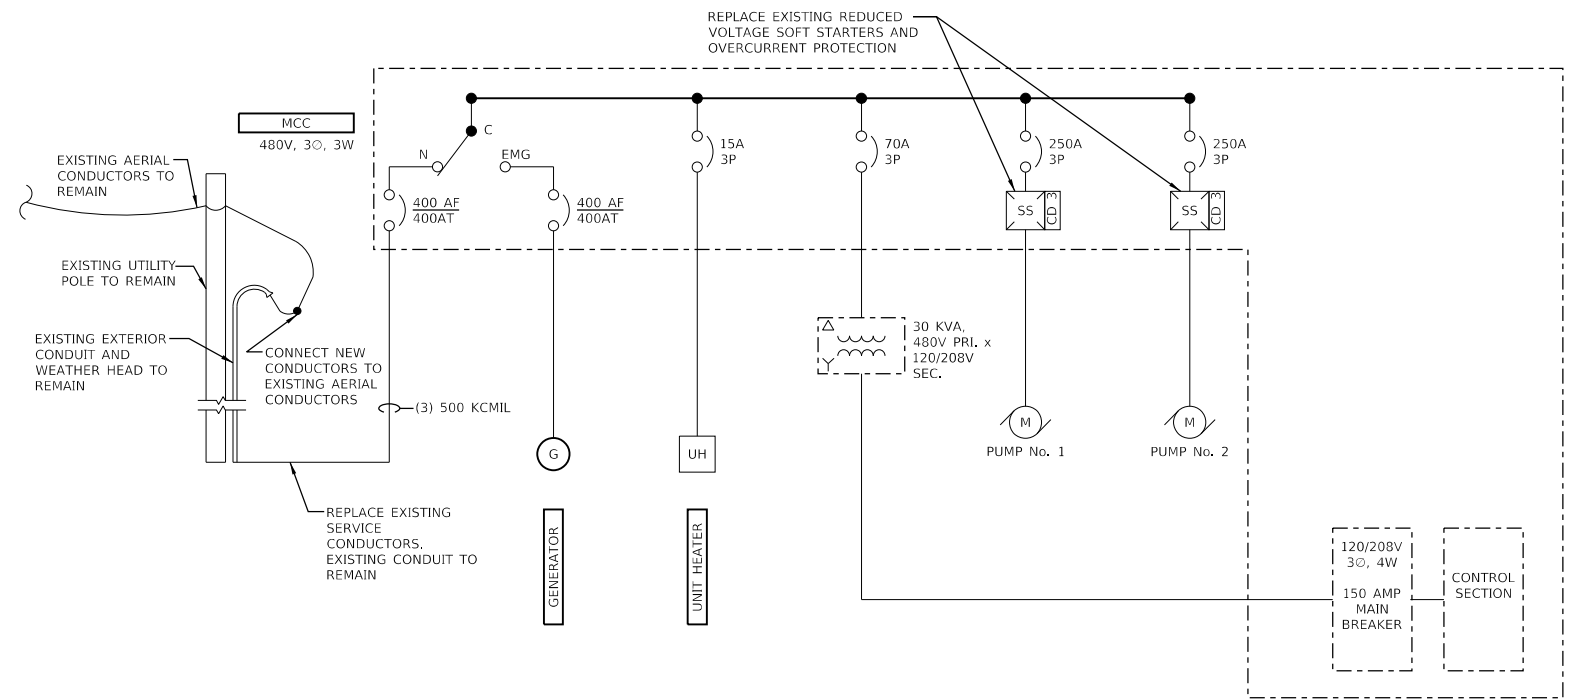 REPLACE EXISTING REDUCED
VOLTAGE SOFT STARTERS AND
OVERCURRENT PROTECTION
MCC
480V, 3∅, 3W
EXISTING AERIAL
CONDUCTORS TO
REMAIN
EXISTING UTILITY
POLE TO REMAIN
EXISTING EXTERIOR
CONDUIT AND
WEATHER HEAD TO
REMAIN
CONNECT NEW
CONDUCTORS TO
EXISTING AERIAL
CONDUCTORS
C
N
EMG
400 AF
400AT
400 AF
400AT
15A
3P
70A
3P
250A
3P
250A
3P
SS
CD 3
SS
CD 3
30 KVA,
480V PRI. x
120/208V
SEC.
(3) 500 KCMIL
G
UH
M
PUMP No. 1
M
PUMP No. 2
REPLACE EXISTING
SERVICE
CONDUCTORS.
EXISTING CONDUIT TO
REMAIN
GENERATOR
UNIT HEATER
120/208V
3∅, 4W
150 AMP
MAIN
BREAKER
CONTROL
SECTION